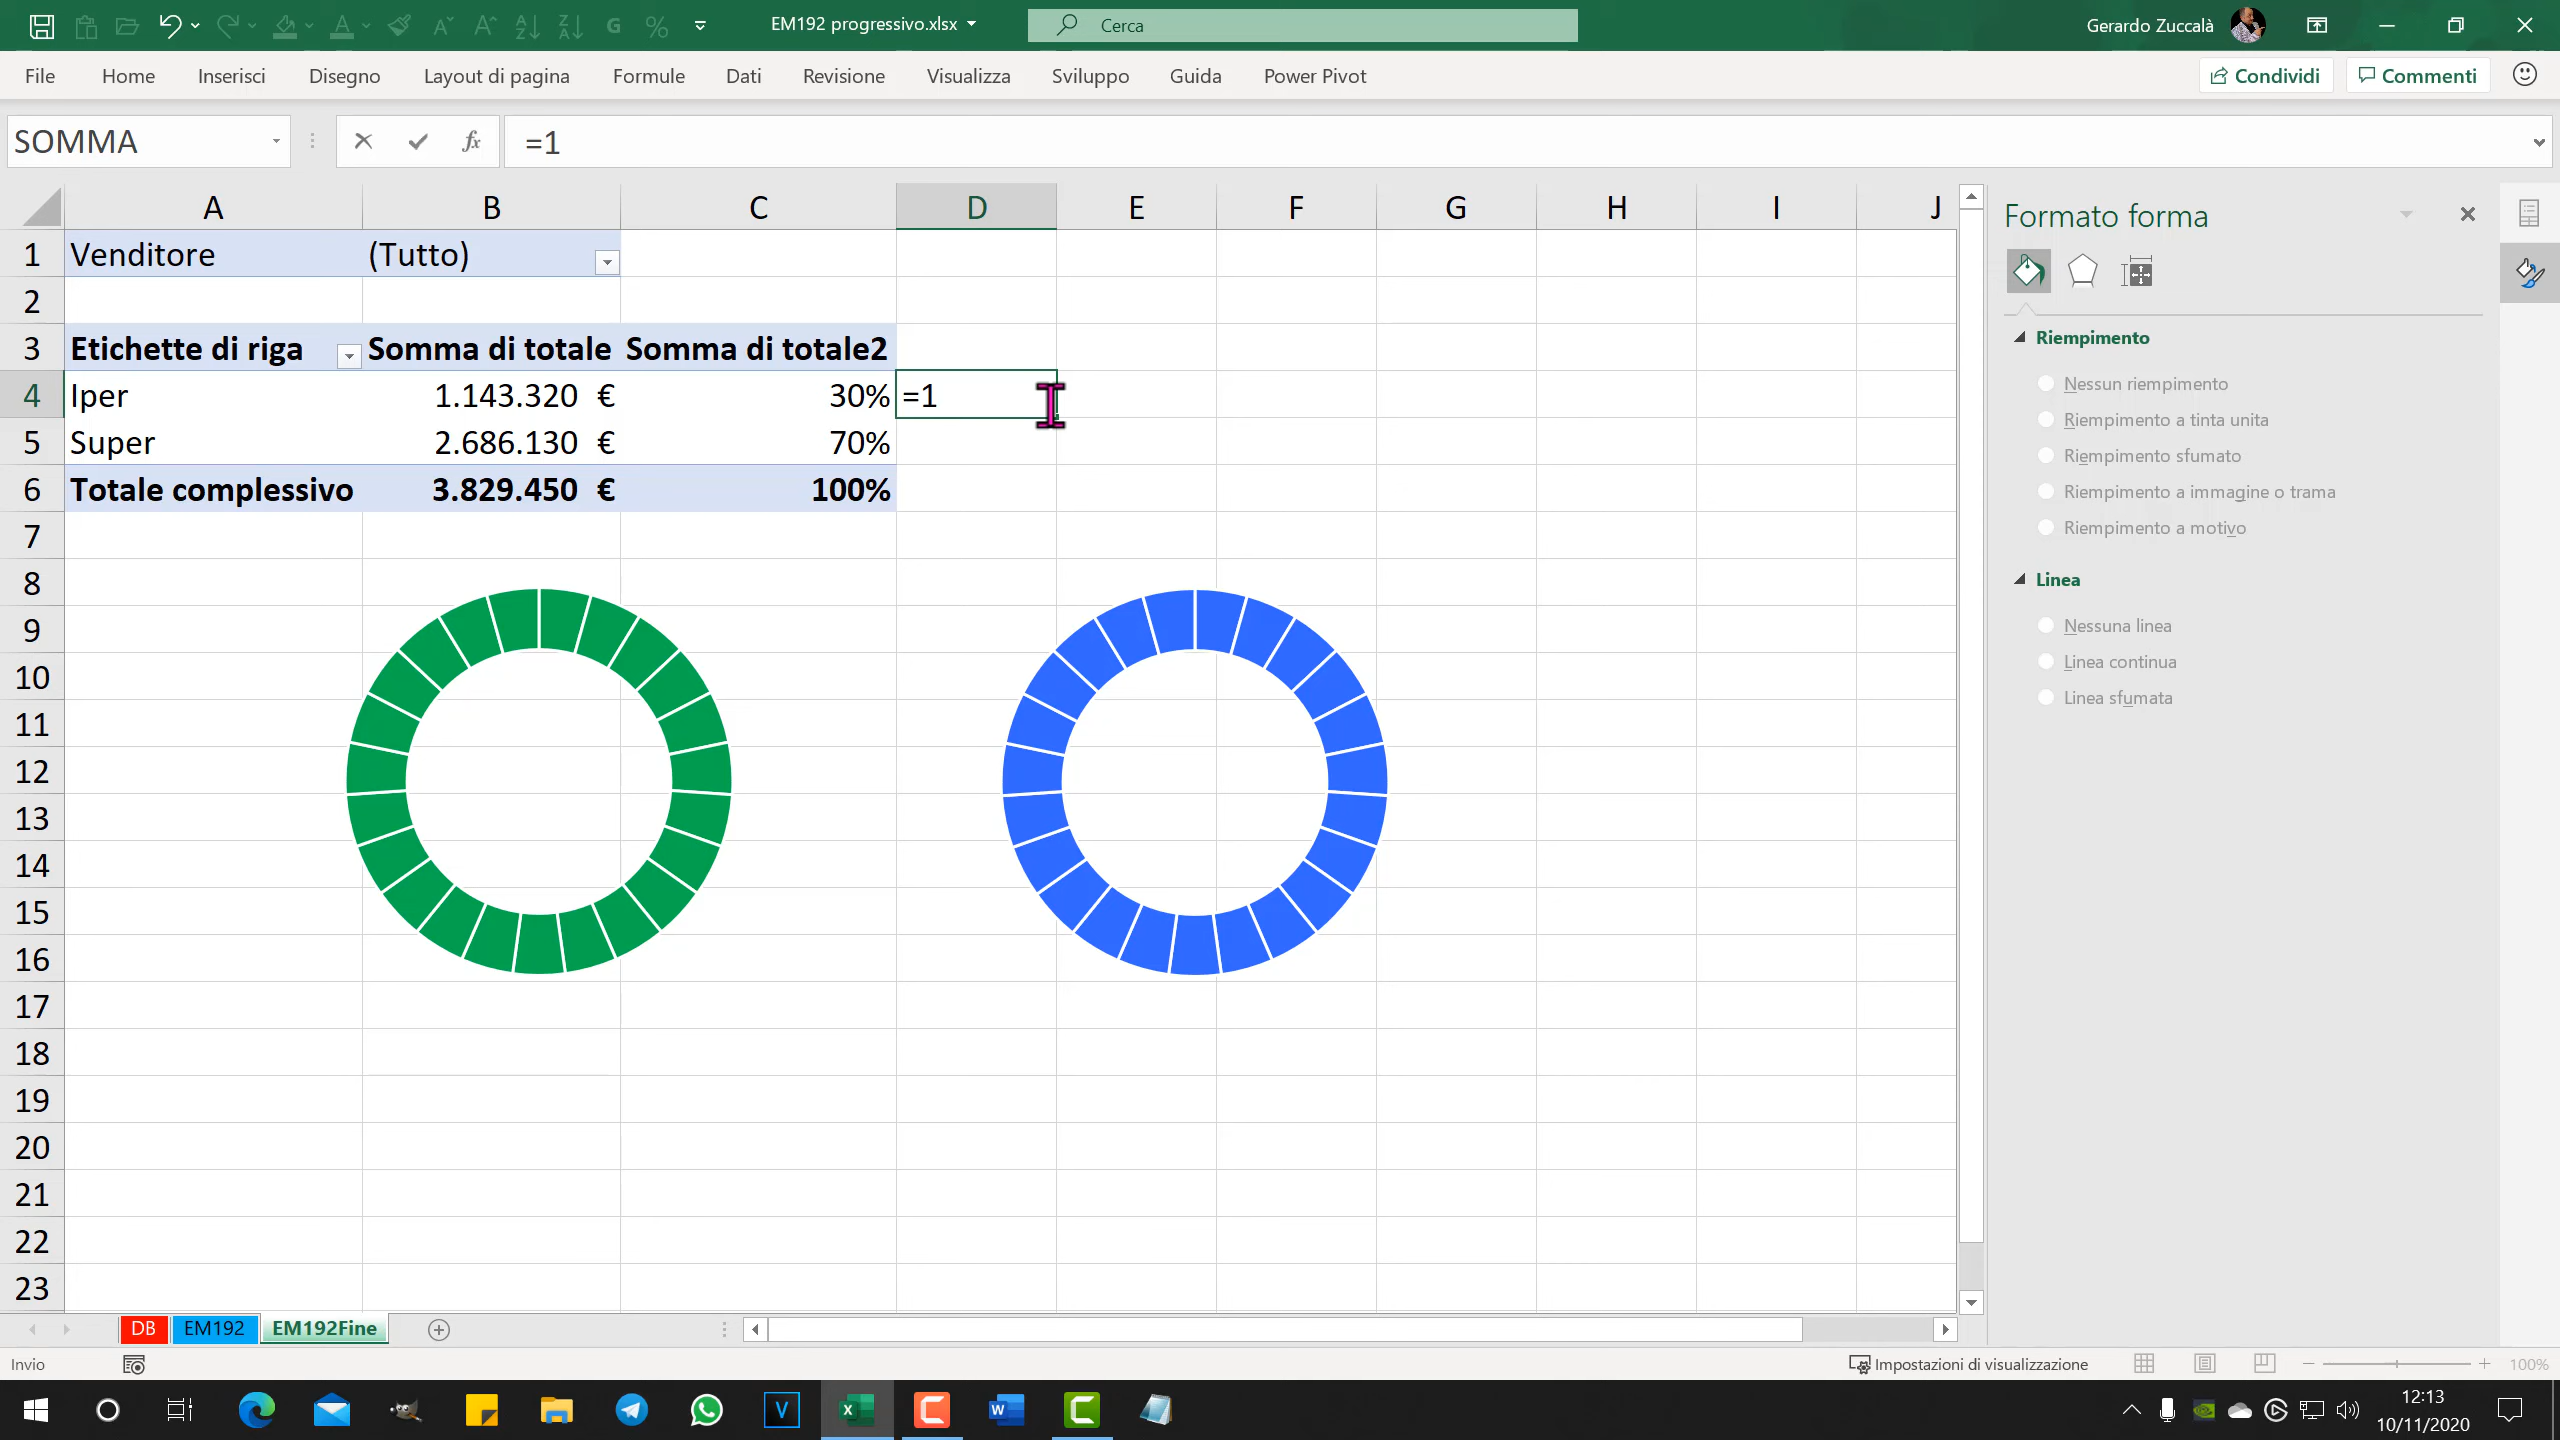 EM192 progressivo.xlsx
Cerca
Gerardo Zuccalà
File Home Inserisci Disegno Layout di pagina Formule Dati Revisione Visualizza Sviluppo Guida Power Pivot
Condividi Commenti
SOMMA
fx
=1
A B C D E F G H I J
1 Venditore (Tutto)
2
3 Etichette di riga Somma di totale Somma di totale2
4 Iper 1.143.320 € 30% =1
5 Super 2.686.130 € 70%
6 Totale complessivo 3.829.450 € 100%
7
8
9
10
11
12
13
14
15
16
17
18
19
20
21
22
23
Formato forma
Riempimento
Nessun riempimento
Riempimento a tinta unita
Riempimento sfumato
Riempimento a immagine o trama
Riempimento a motivo
Linea
Nessuna linea
Linea continua
Linea sfumata
DB EM192 EM192Fine
Invio
Impostazioni di visualizzazione
100%
12:13
10/11/2020